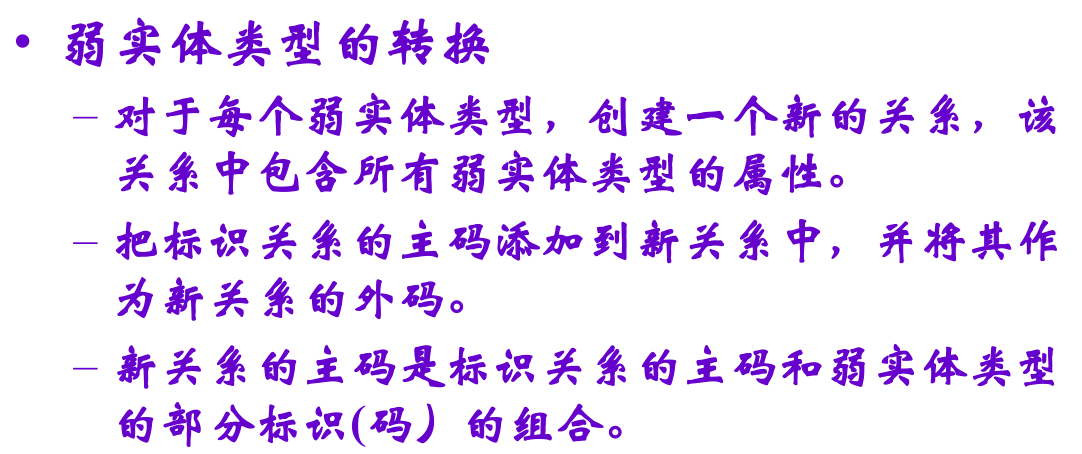 • 弱实体类型的转换
– 对于每个弱实体类型，创建一个新的关系，该
关系中包含所有弱实体类型的属性。
– 把标识关系的主码添加到新关系中，并将其作
为新关系的外码。
– 新关系的主码是标识关系的主码和弱实体类型
的部分标识(码）的组合。